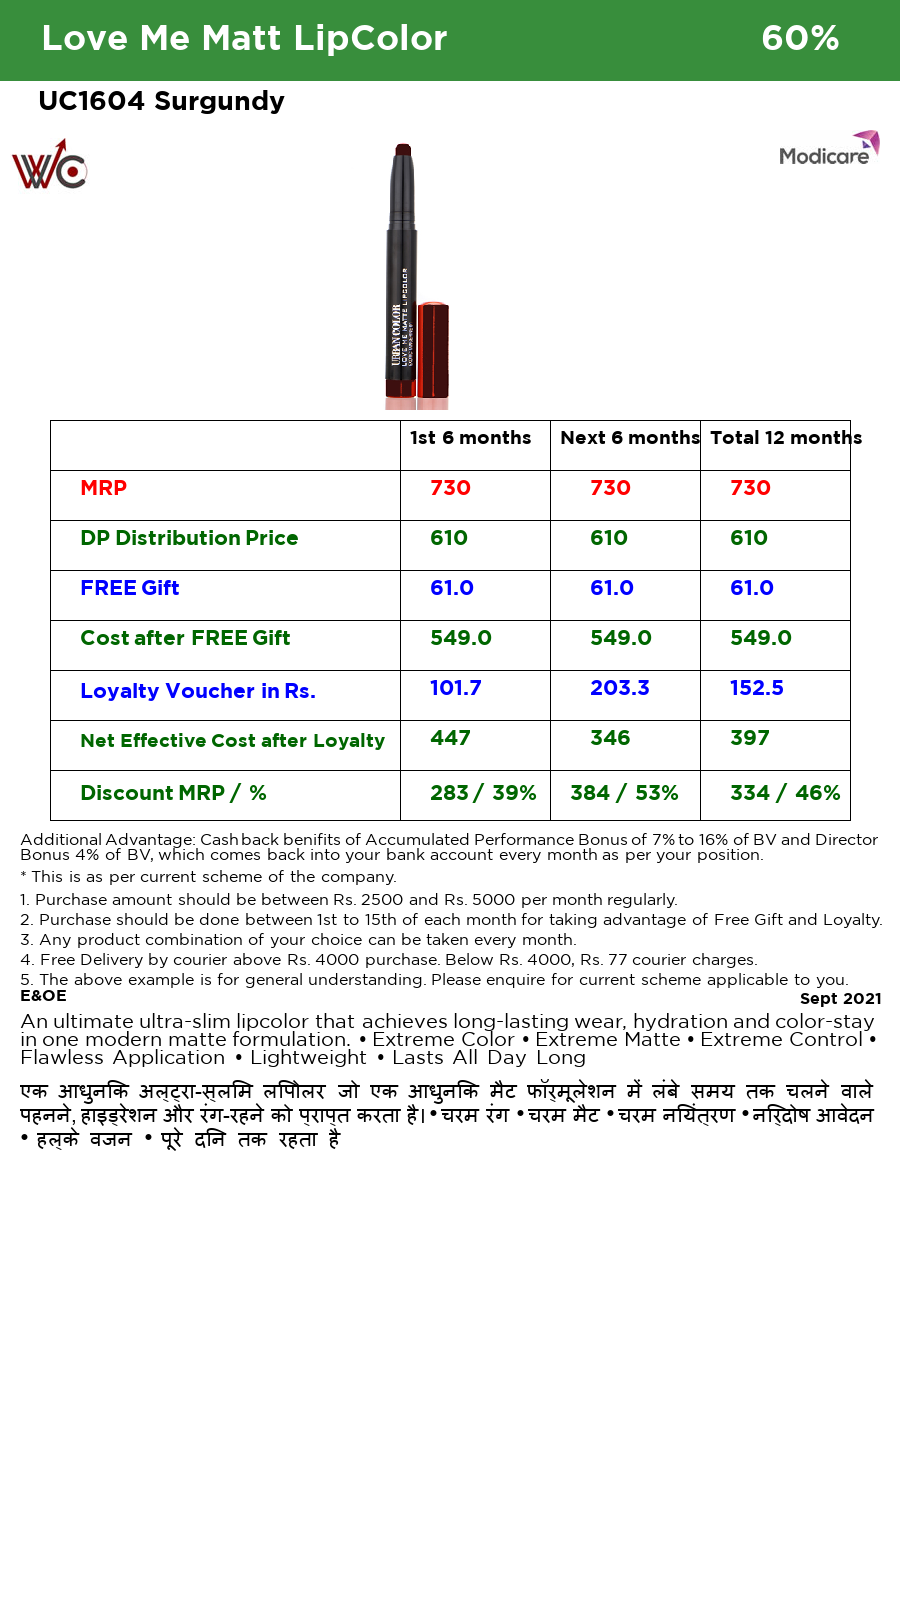 Love Me Matt LipColor 60%
UC1604 Surgundy
WC
Modicare
URBAN COLOR
LOVE ME MATTE LIPCOLOR
1st 6 months Next 6 months Total 12 months
MRP 730 730 730
DP Distribution Price 610 610 610
FREE Gift 61.0 61.0 61.0
Cost after FREE Gift 549.0 549.0 549.0
Loyalty Voucher in Rs. 101.7 203.3 152.5
Net Effective Cost after Loyalty 447 346 397
Discount MRP / % 283 / 39% 384 / 53% 334 / 46%
Additional Advantage: Cashback benifits of Accumulated Performance Bonus of 7% to 16% of BV and Director
Bonus 4% of BV, which comes back into your bank account every month as per your position.
* This is as per current scheme of the company.
1. Purchase amount should be between Rs. 2500 and Rs. 5000 per month regularly.
2. Purchase should be done between 1st to 15th of each month for taking advantage of Free Gift and Loyalty.
3. Any product combination of your choice can be taken every month.
4. Free Delivery by courier above Rs. 4000 purchase. Below Rs. 4000, Rs. 77 courier charges.
5. The above example is for general understanding. Please enquire for current scheme applicable to you.
E&OE
Sept 2021
An ultimate ultra-slim lipcolor that achieves long-lasting wear, hydration and color-stay
in one modern matte formulation. • Extreme Color • Extreme Matte • Extreme Control •
Flawless Application • Lightweight • Lasts All Day Long
एक आधुनिक अल्ट्रा-स्लिम लिपोलर जो एक आधुनिक मैट फॉर्मूलेशन में लंबे समय तक चलने वाले
पहनने, हाइड्रेशन और रंग-रहने को प्राप्त करता है। • चरम रंग • चरम मैट • चरम नियंत्रण • निर्दोष आवेदन
• हल्के वजन • पूरे दिन तक रहता है